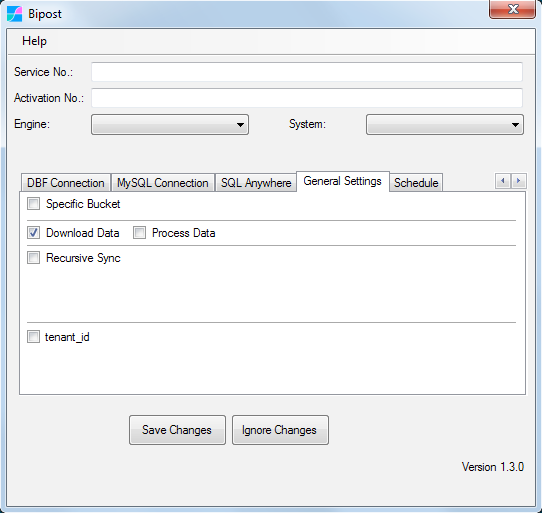 Bipost
Help
Service No.:
Activation No.:
Engine: System:
DBF Connection MySQL Connection SQL Anywhere General Settings Schedule
Specific Bucket
Download Data Process Data
Recursive Sync
tenant_id
Save Changes Ignore Changes
Version 1.3.0